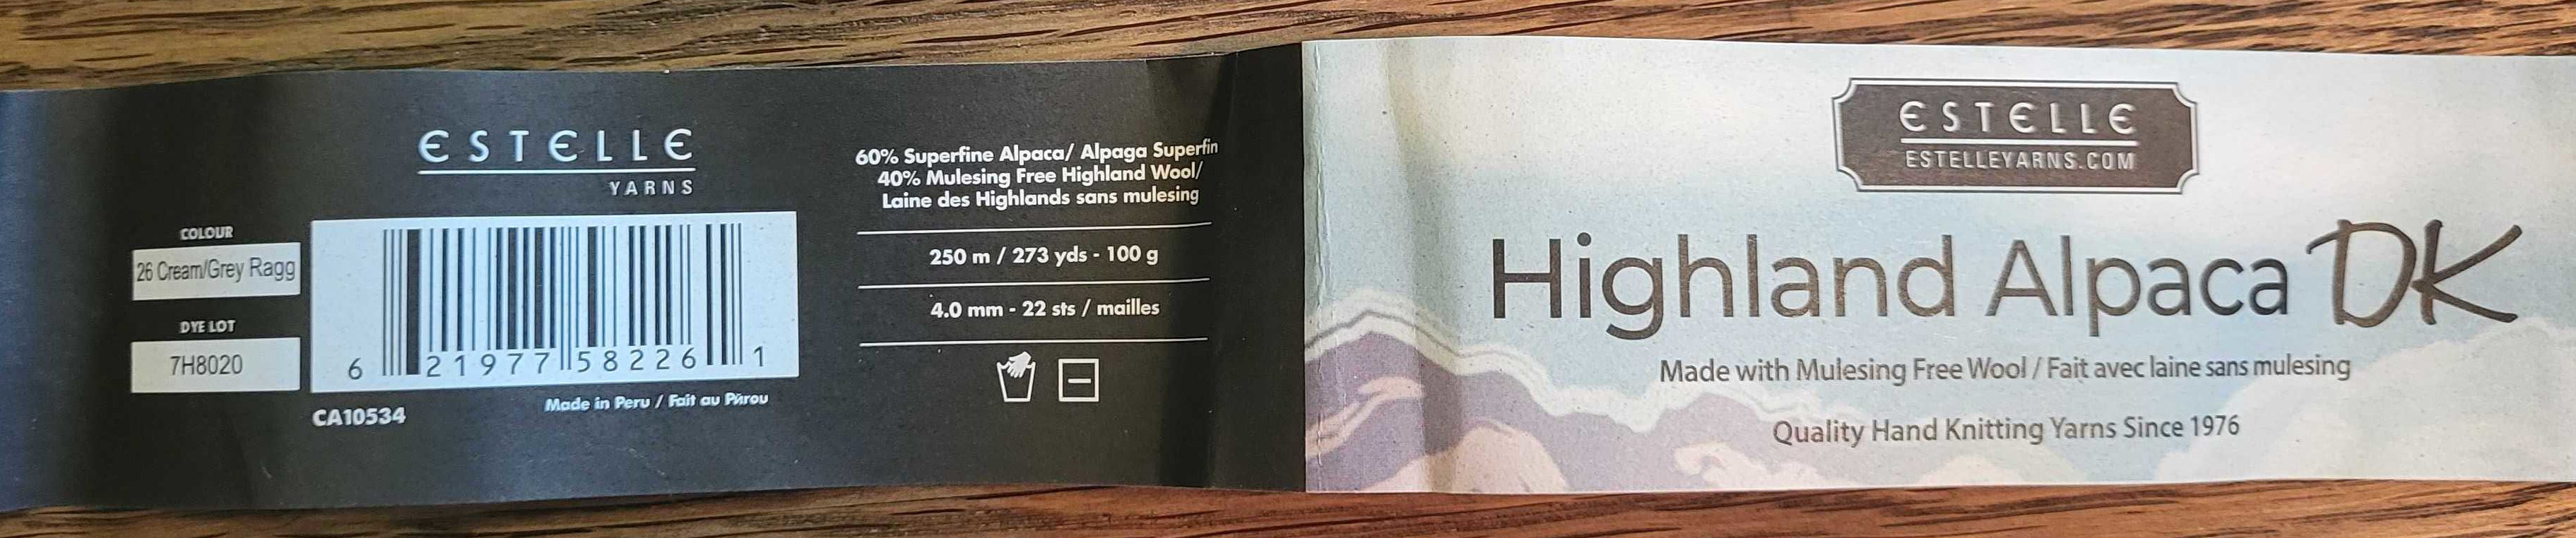 ESTELLE
YARNS
COLOUR
26 Cream/Grey Ragg
DYE LOT
7H8020
6 21977 58226 1
CA10534
Made in Peru / Fait au Pŭrou
60% Superfine Alpaca/ Alpaga Superfin
40% Mulesing Free Highland Wool/
Laine des Highlands sans mulesing
250 m / 273 yds - 100 g
4.0 mm - 22 sts / mailles
ESTELLE
ESTELLEYARNS.COM
Highland Alpaca DK
Made with Mulesing Free Wool / Fait avec laine sans mulesing
Quality Hand Knitting Yarns Since 1976